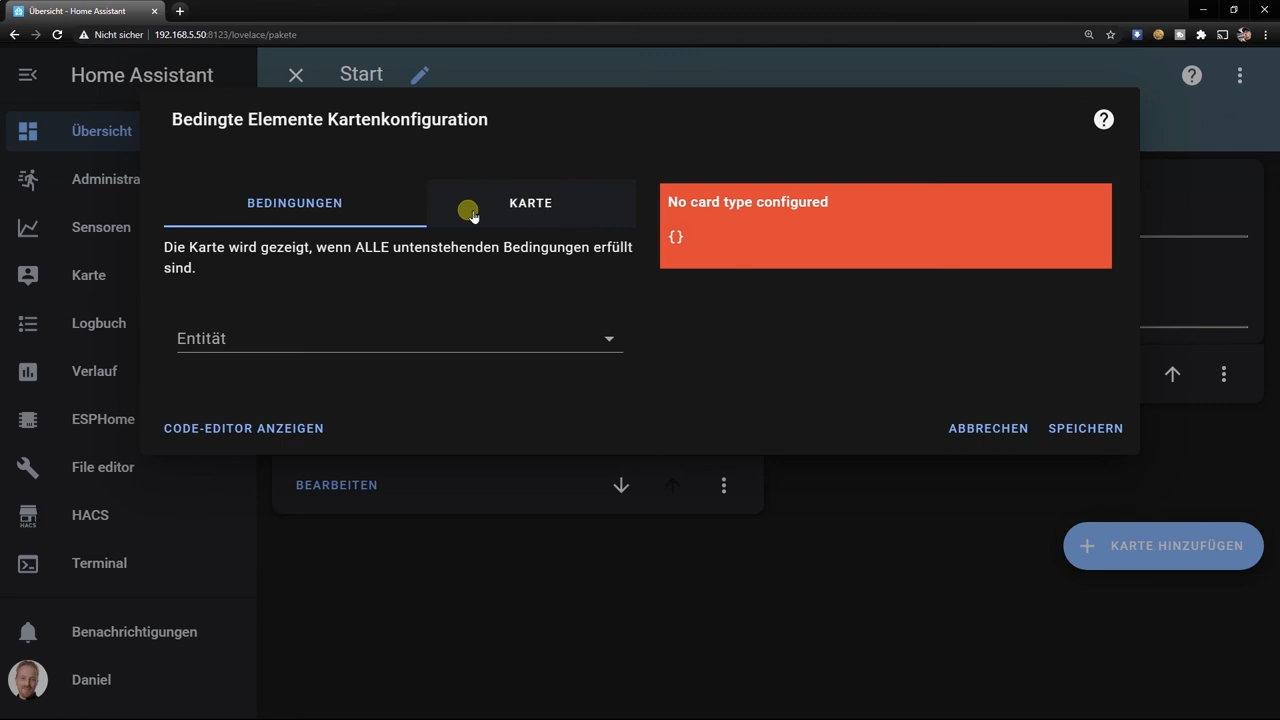 Übersicht - Home Assistant
Nicht sicher
192.168.5.50:8123/lovelace/pakete
Home Assistant
Start
Bedingte Elemente Kartenkonfiguration
Übersicht
Administra
Sensoren
Karte
Logbuch
Verlauf
ESPHome
File editor
HACS
HACS
Terminal
Benachrichtigungen
Daniel
BEDINGUNGEN
KARTE
Die Karte wird gezeigt, wenn ALLE untenstehenden Bedingungen erfüllt
sind.
No card type configured
{}
Entität
CODE-EDITOR ANZEIGEN
ABBRECHEN
SPEICHERN
BEARBEITEN
KARTE HINZUFÜGEN